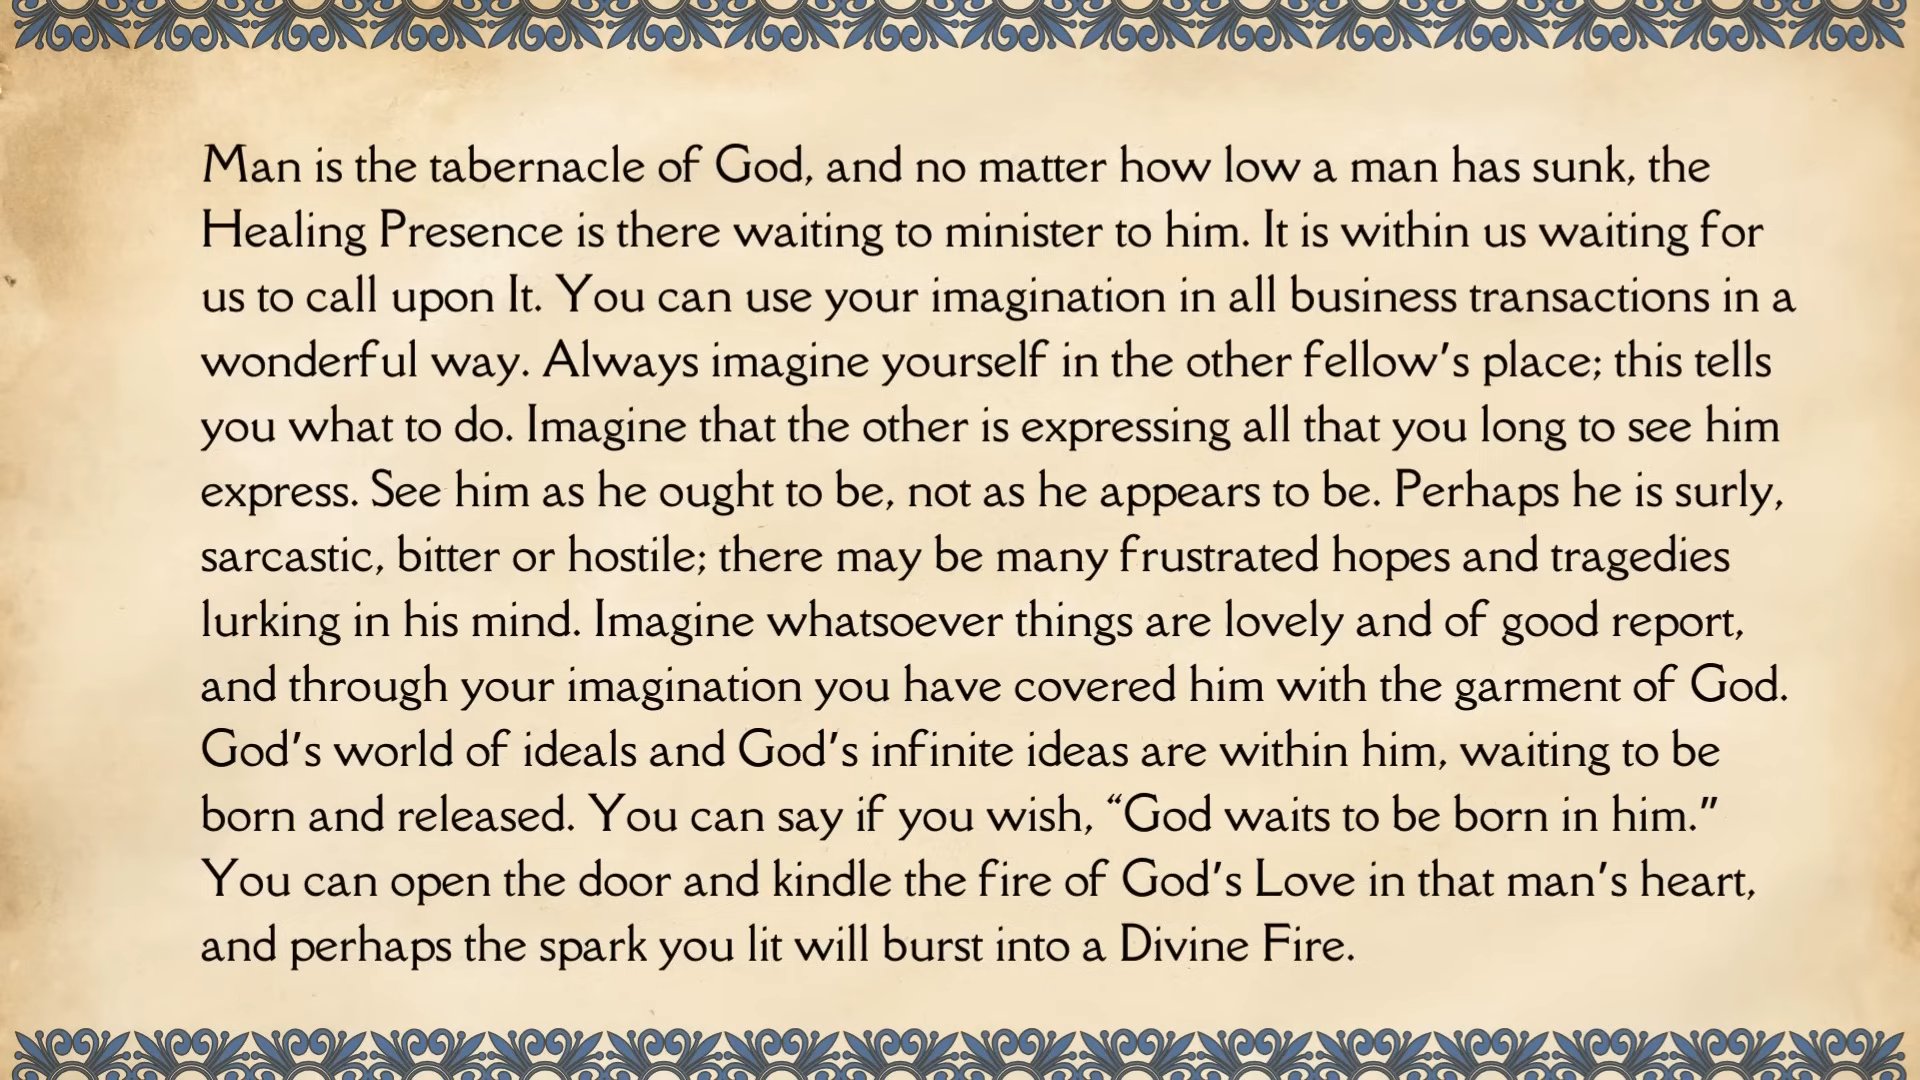 Man is the tabernacle of God, and no matter how low a man has sunk, the
Healing Presence is there waiting to minister to him. It is within us waiting for
us to call upon It. You can use your imagination in all business transactions in a
wonderful way. Always imagine yourself in the other fellow's place; this tells
you what to do. Imagine that the other is expressing all that you long to see him
express. See him as he ought to be, not as he appears to be. Perhaps he is surly,
sarcastic, bitter or hostile; there may be many frustrated hopes and tragedies
lurking in his mind. Imagine whatsoever things are lovely and of good report,
and through your imagination you have covered him with the garment of God.
God's world of ideals and God's infinite ideas are within him, waiting to be
born and released. You can say if you wish, “God waits to be born in him.”
You can open the door and kindle the fire of God's Love in that man's heart,
and perhaps the spark you lit will burst into a Divine Fire.